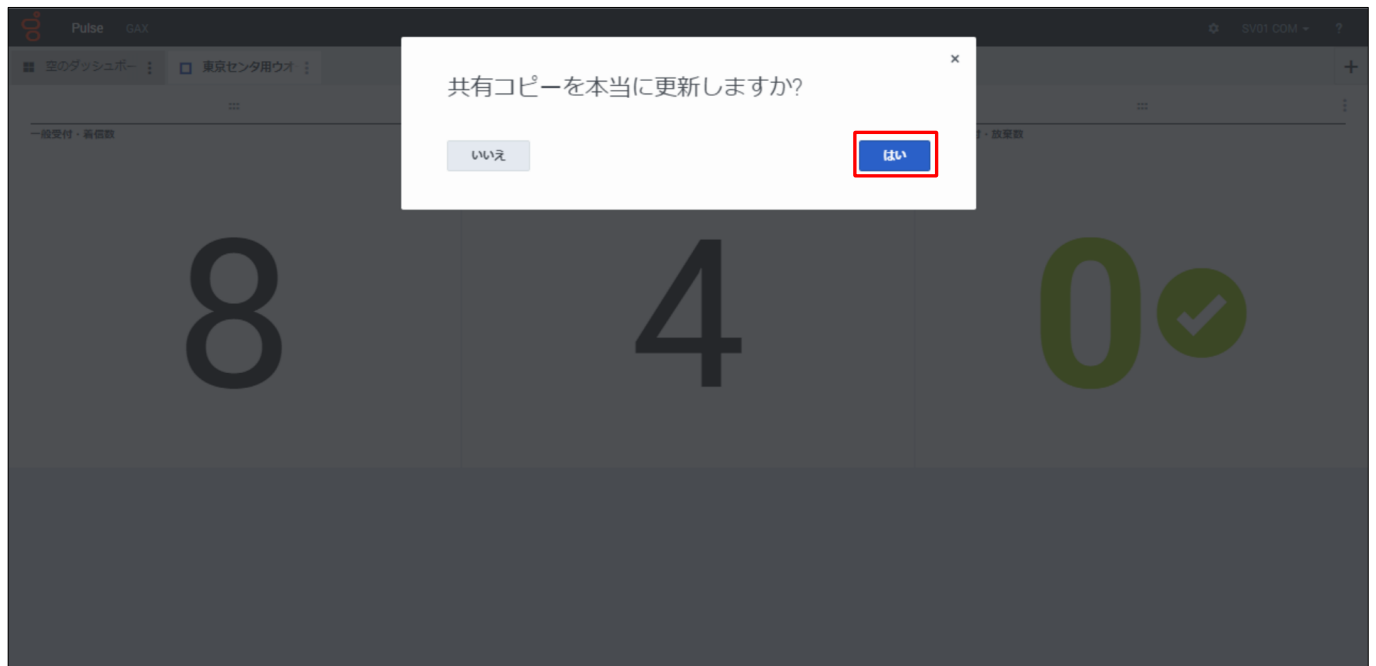 Pulse GAX SV01 COM ?
空のダッシュボー 東京センタ用ウオ +
共有コピーを本当に更新しますか?
×
いいえ はい
一般受付・着信数 ・放棄数
8 4 0